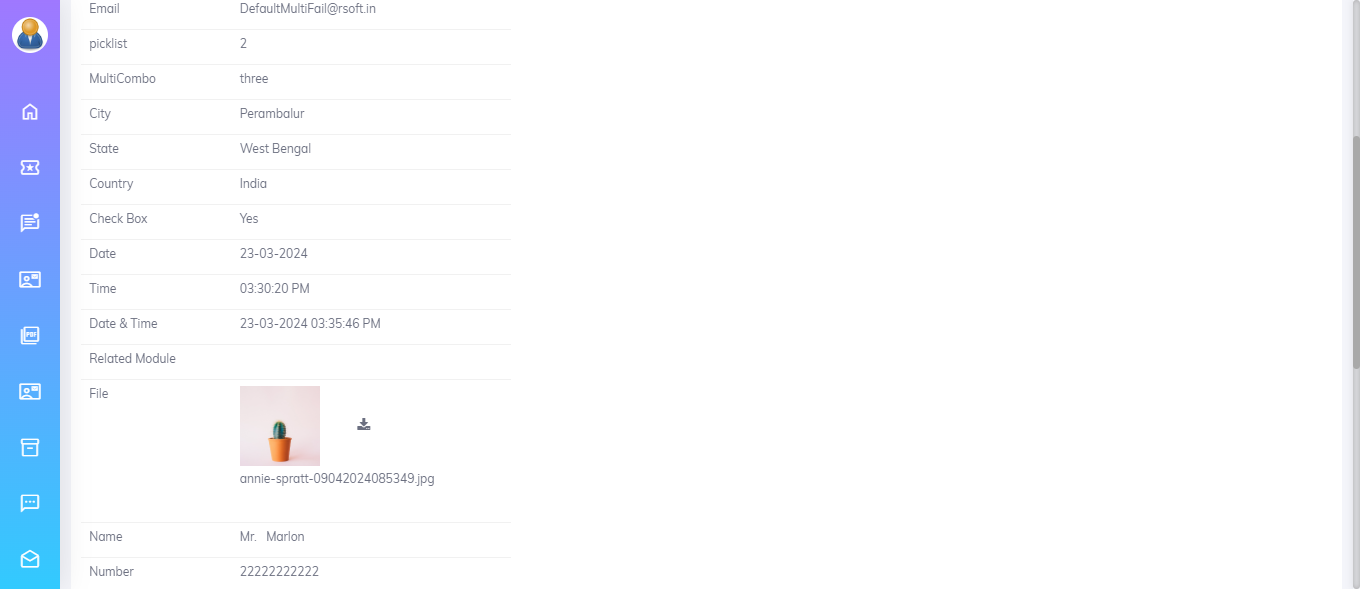 Email DefaultMultiFail@rsoft.in
picklist 2
MultiCombo three
City Perambalur
State West Bengal
Country India
Check Box Yes
Date 23-03-2024
Time 03:30:20 PM
Date & Time 23-03-2024 03:35:46 PM
Related Module
File
annie-spratt-09042024085349.jpg
Name Mr. Marlon
Number 22222222222
PDF